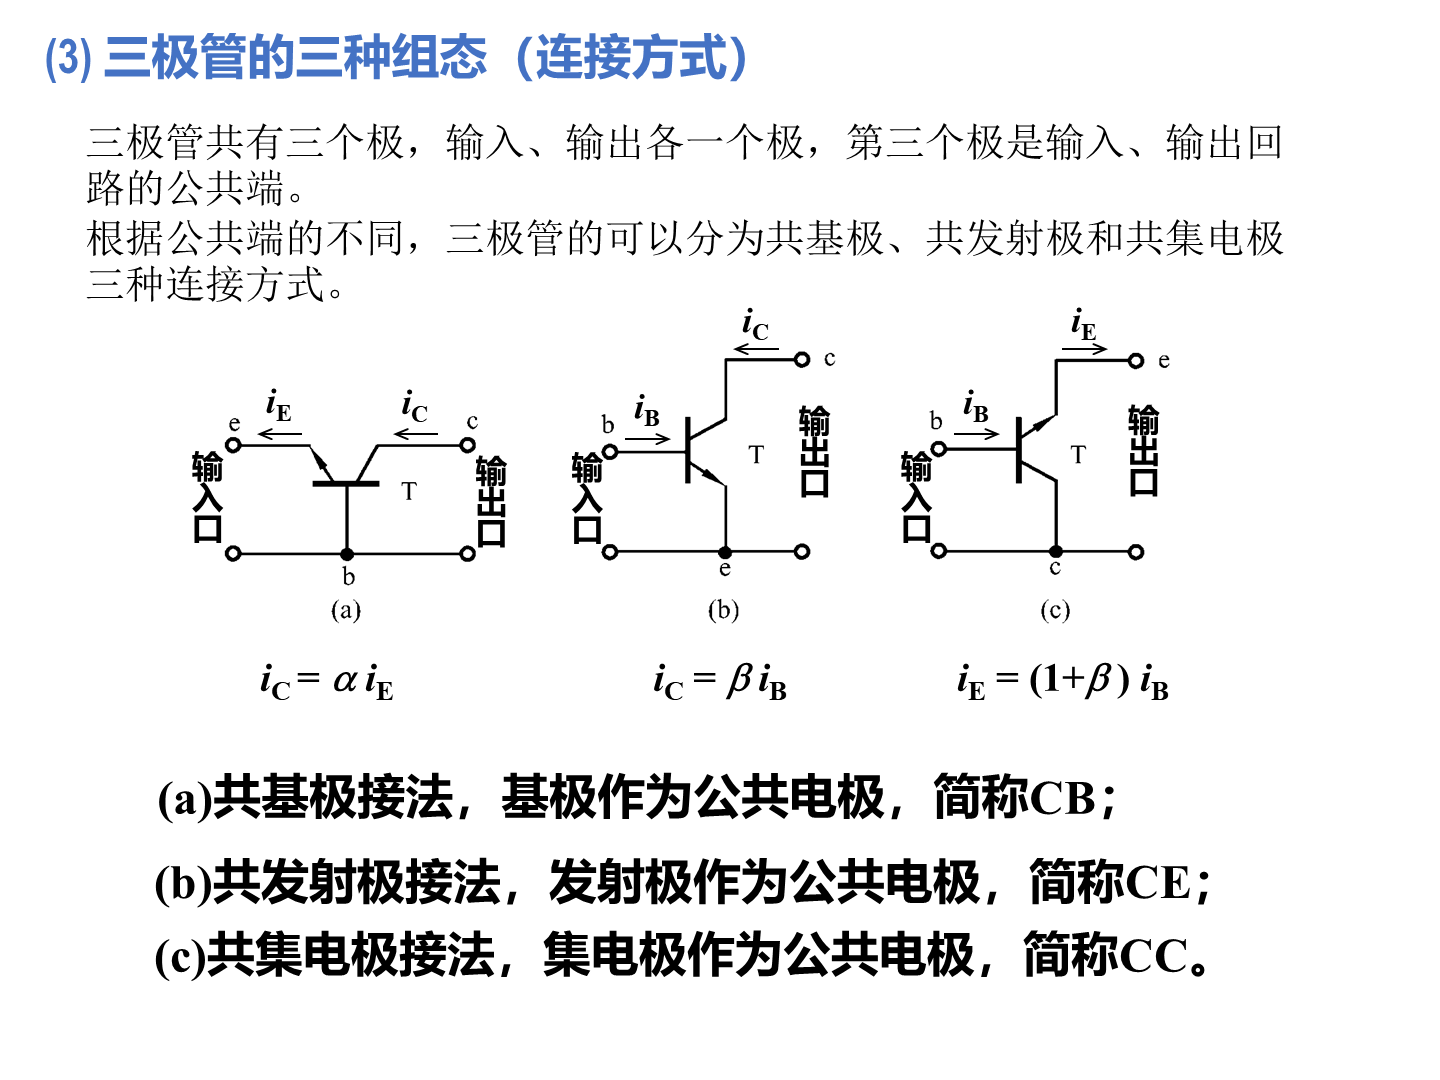 (3) 三极管的三种组态（连接方式）
三极管共有三个极，输入、输出各一个极，第三个极是输入、输出回
路的公共端。
根据公共端的不同，三极管的可以分为共基极、共发射极和共集电极
三种连接方式。
e iE iC c
输入口 T 输出口
b
(a)
iC c
b iB
输入口 T 输出口
e
(b)
iE e
b iB
输入口 T 输出口
c
(c)
iC = α iE
iC = β iB
iE = (1+β ) iB
(a)共基极接法，基极作为公共电极，简称CB；
(b)共发射极接法，发射极作为公共电极，简称CE；
(c)共集电极接法，集电极作为公共电极，简称CC。